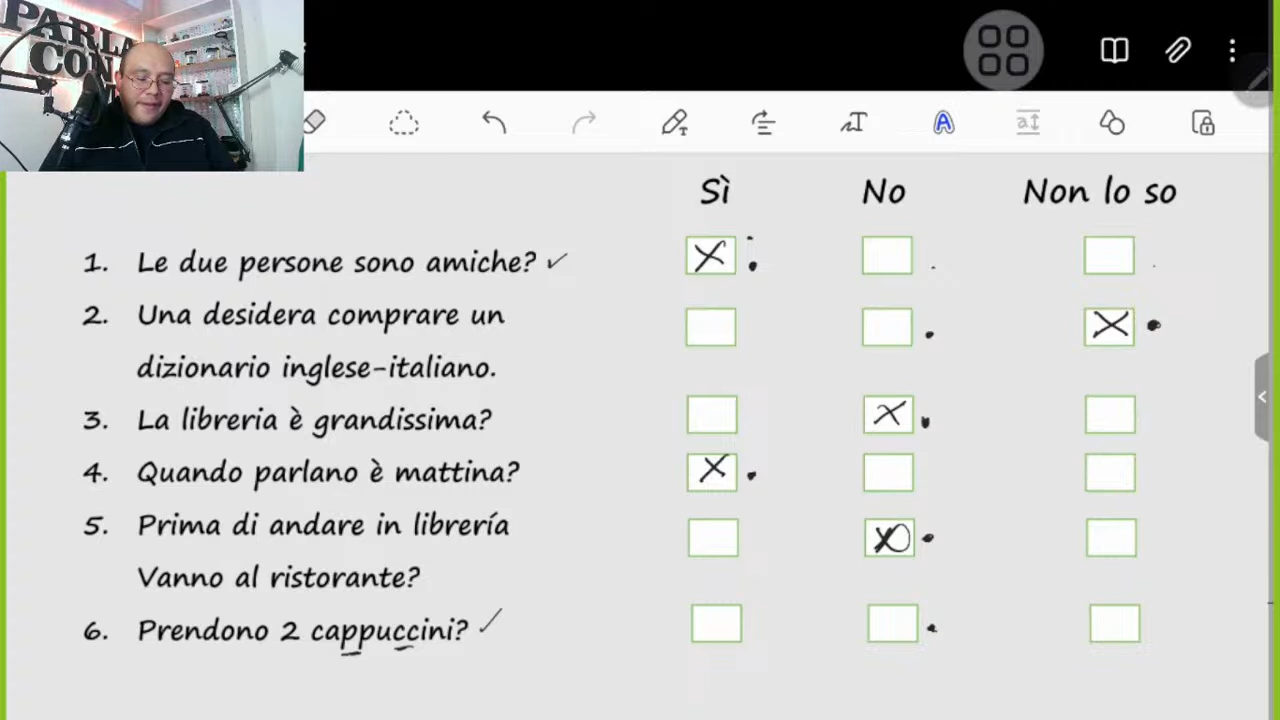 PARLA
CON
Sì No Non lo so
1. Le due persone sono amiche?
2. Una desidera comprare un
dizionario inglese-italiano.
3. La libreria è grandissima?
4. Quando parlano è mattina?
5. Prima di andare in librería
Vanno al ristorante?
6. Prendono 2 cappuccini?